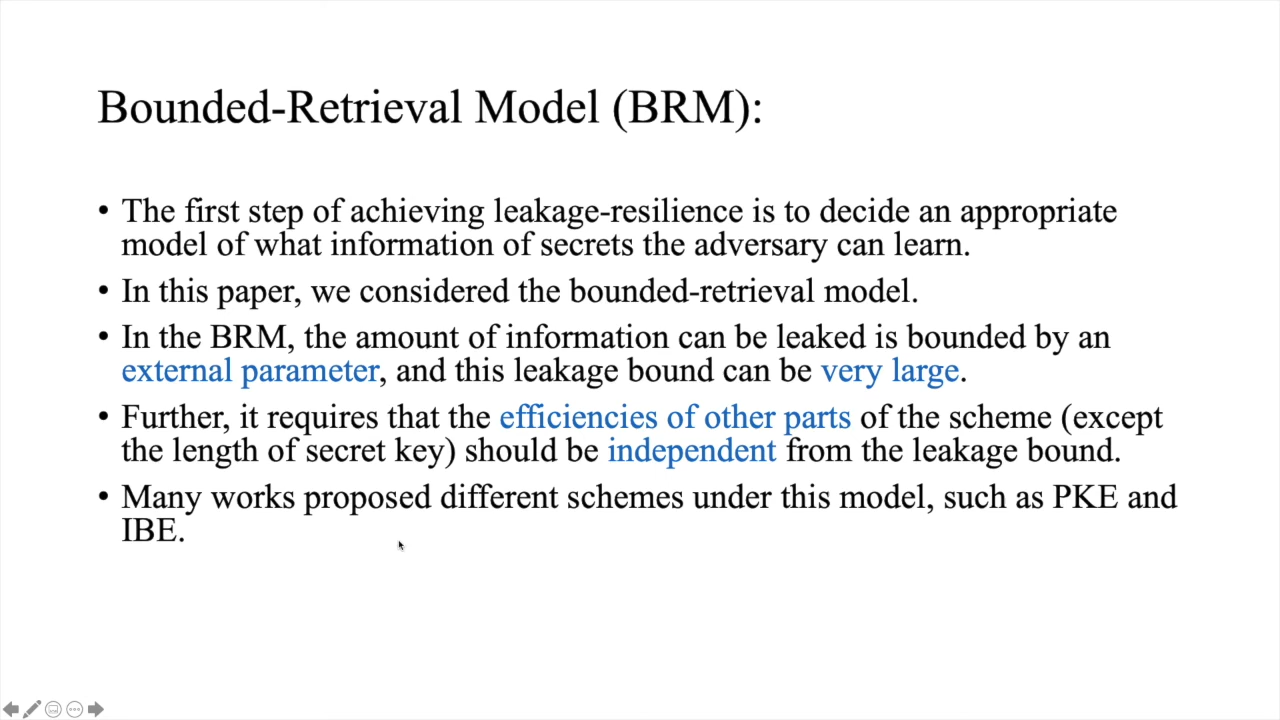 Bounded-Retrieval Model (BRM):
• The first step of achieving leakage-resilience is to decide an appropriate
model of what information of secrets the adversary can learn.
• In this paper, we considered the bounded-retrieval model.
• In the BRM, the amount of information can be leaked is bounded by an
external parameter, and this leakage bound can be very large.
• Further, it requires that the efficiencies of other parts of the scheme (except
the length of secret key) should be independent from the leakage bound.
• Many works proposed different schemes under this model, such as PKE and
IBE.